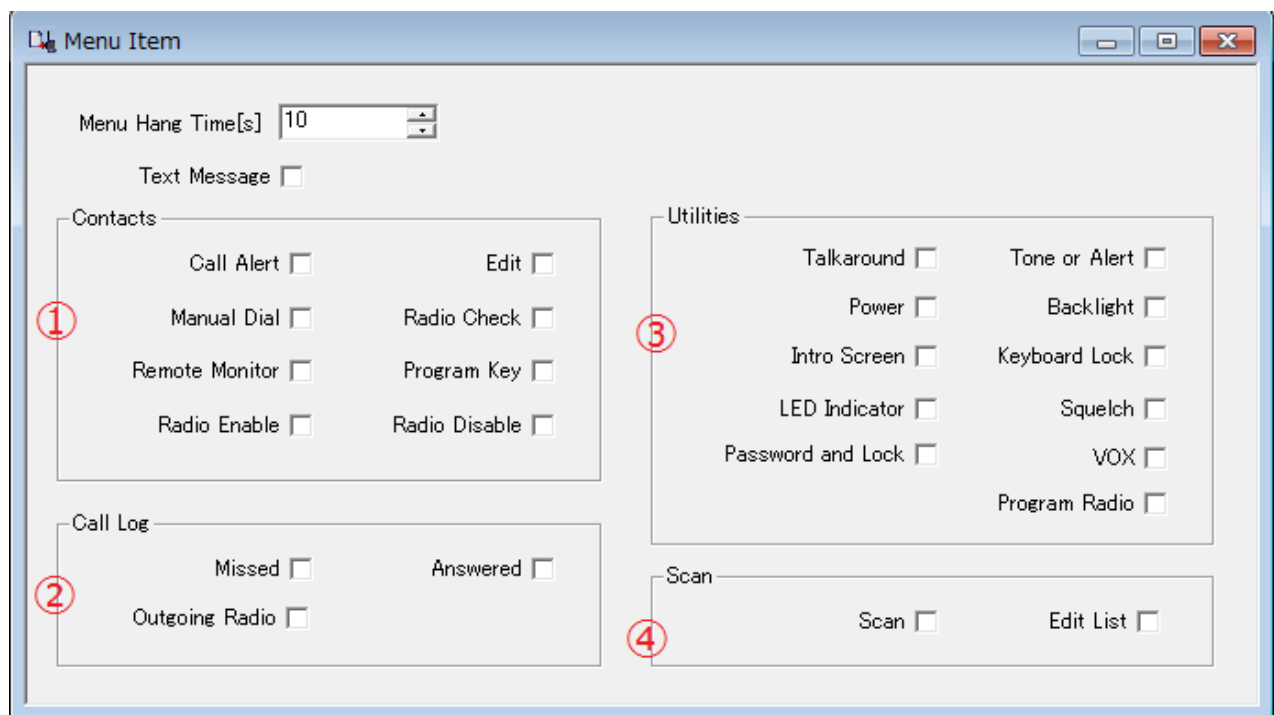 Menu Item
Menu Hang Time[s] 10
Text Message
Contacts
Call Alert Edit
① Manual Dial Radio Check
Remote Monitor Program Key
Radio Enable Radio Disable
Call Log
Missed Answered
② Outgoing Radio
Utilities
Talkaround Tone or Alert
Power Backlight
③
Intro Screen Keyboard Lock
LED Indicator Squelch
Password and Lock VOX
Program Radio
Scan
Scan Edit List
④